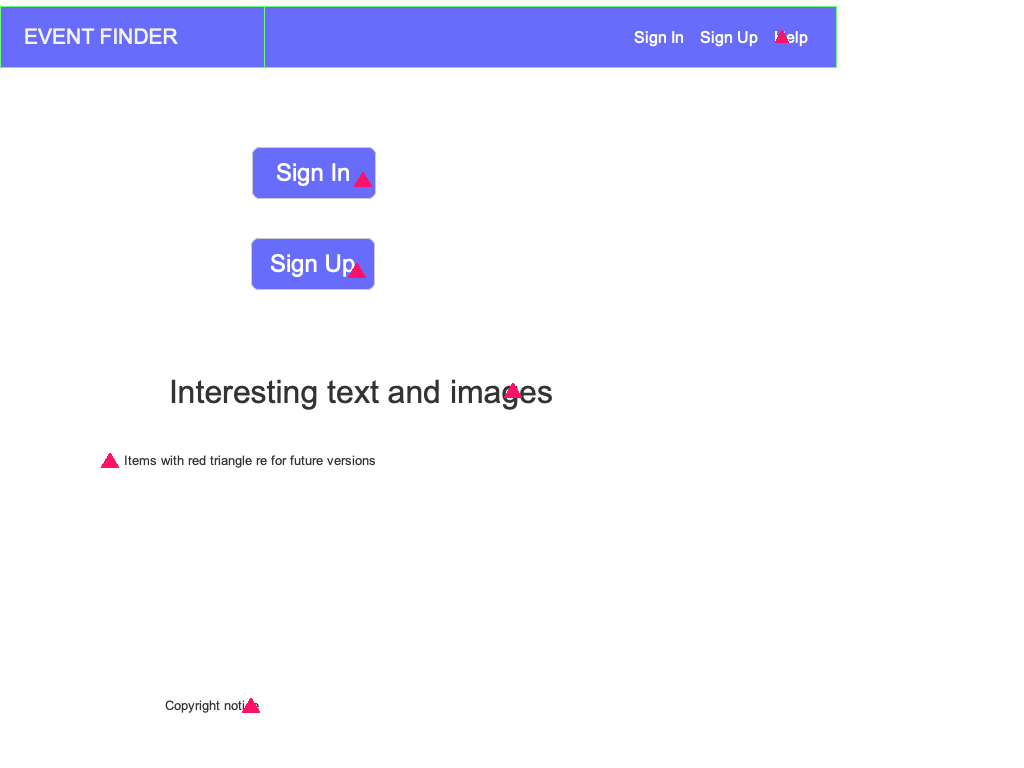 EVENT FINDER
Sign In Sign Up Help
Sign In
Sign Up
Interesting text and images
Items with red triangle re for future versions
Copyright notice